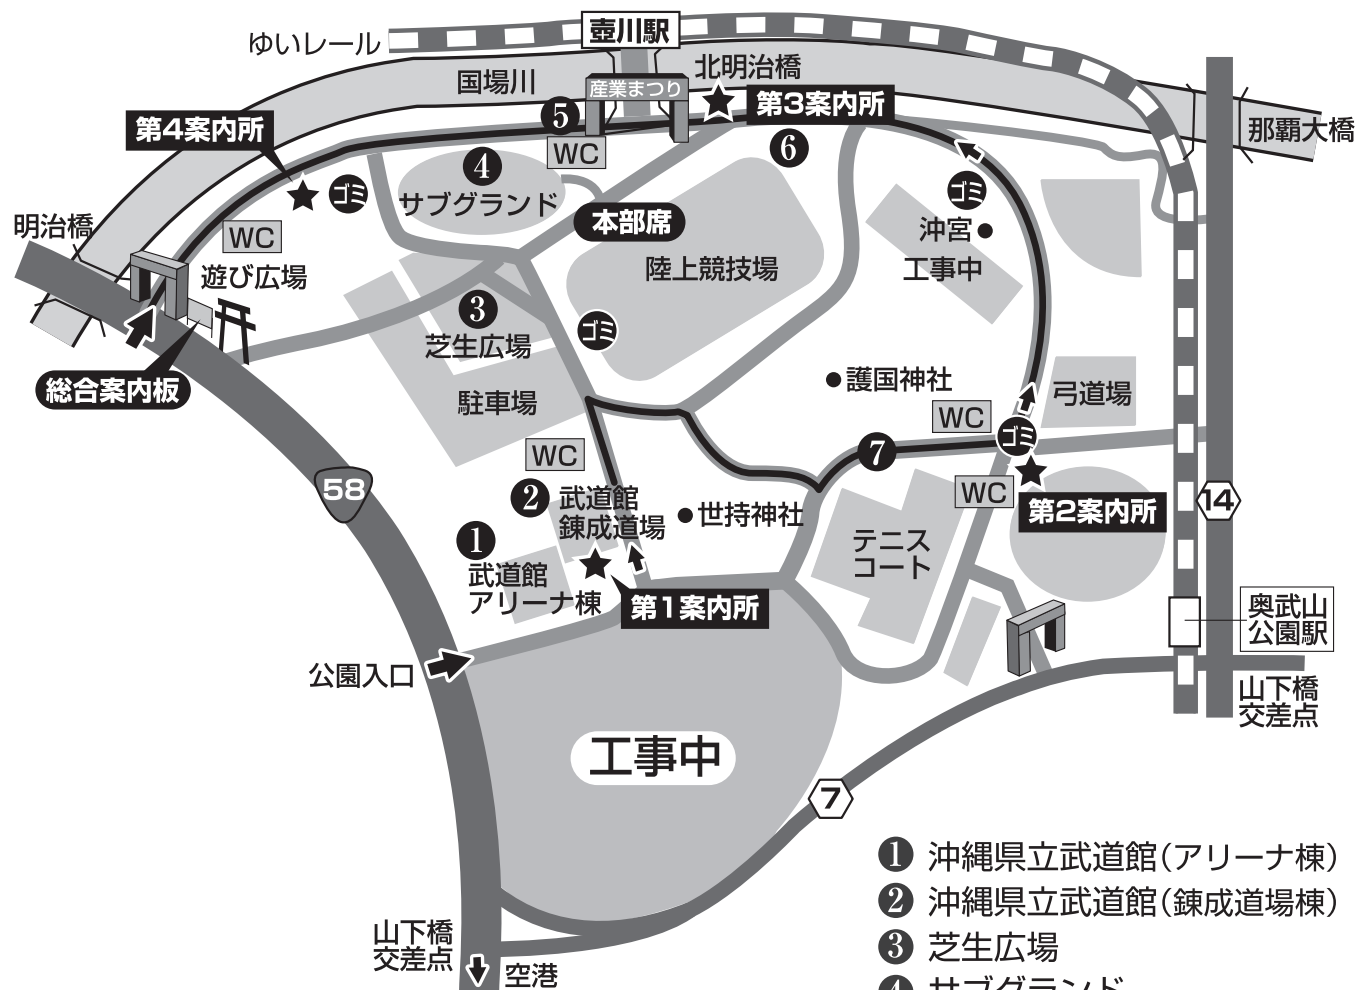 ゆいレール
壺川駅
国場川
産業まつり
北明治橋
第3案内所
那覇大橋
第4案内所
5
WC
6
4
サブグランド
ゴミ
ゴミ
明治橋
WC
遊び広場
本部席
沖宮
工事中
陸上競技場
3
芝生広場
ゴミ
総合案内板
駐車場
護国神社
弓道場
WC
ゴミ
7
WC
58
2
武道館
錬成道場
世持神社
WC
第2案内所
14
1
武道館
アリーナ棟
テニス
コート
第1案内所
奥武山
公園駅
公園入口
山下橋
交差点
工事中
7
山下橋
交差点
空港
1 沖縄県立武道館(アリーナ棟)
2 沖縄県立武道館(錬成道場棟)
3 芝生広場
4 サブグランド